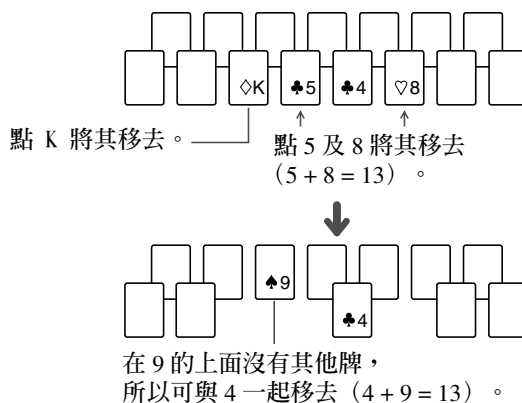 ♢K ♣5 ♣4 ♡8
點 K 將其移去。
點 5 及 8 將其移去
（5 + 8 = 13）。
♠9
♣4
在 9 的上面沒有其他牌，
所以可與 4 一起移去（4 + 9 = 13）。